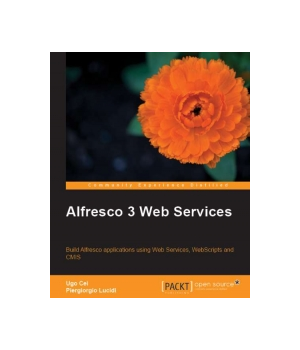 Community Experience Distilled
Alfresco 3 Web Services
Build Alfresco applications using Web Services, WebScripts and
CMIS
Ugo Cei
Piergiorgio Lucidi
PACKT
open source
PUBLISHING